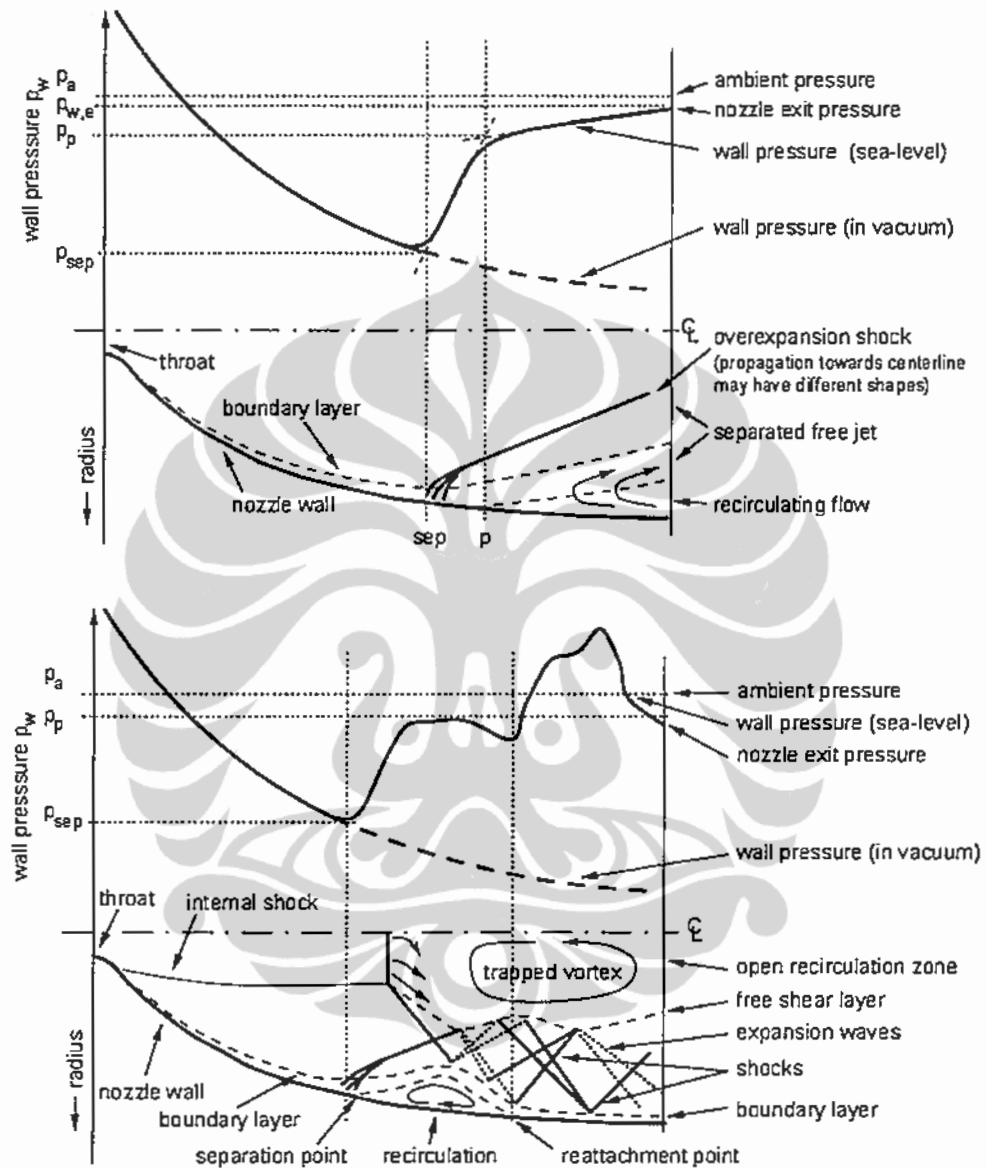 wall presssure p_w
p_a
p_w,e
p_p
p_sep
ambient pressure
nozzle exit pressure
wall pressure (sea-level)
wall pressure (in vacuum)
℄
throat
overexpansion shock
(propagation towards centerline
may have different shapes)
boundary layer
separated free jet
radius
nozzle wall
recirculating flow
sep
p
wall presssure p_w
p_a
p_p
p_sep
ambient pressure
wall pressure (sea-level)
nozzle exit pressure
wall pressure (in vacuum)
throat
internal shock
℄
trapped vortex
open recirculation zone
free shear layer
expansion waves
shocks
radius
nozzle wall
boundary layer
boundary layer
separation point
recirculation
reattachment point